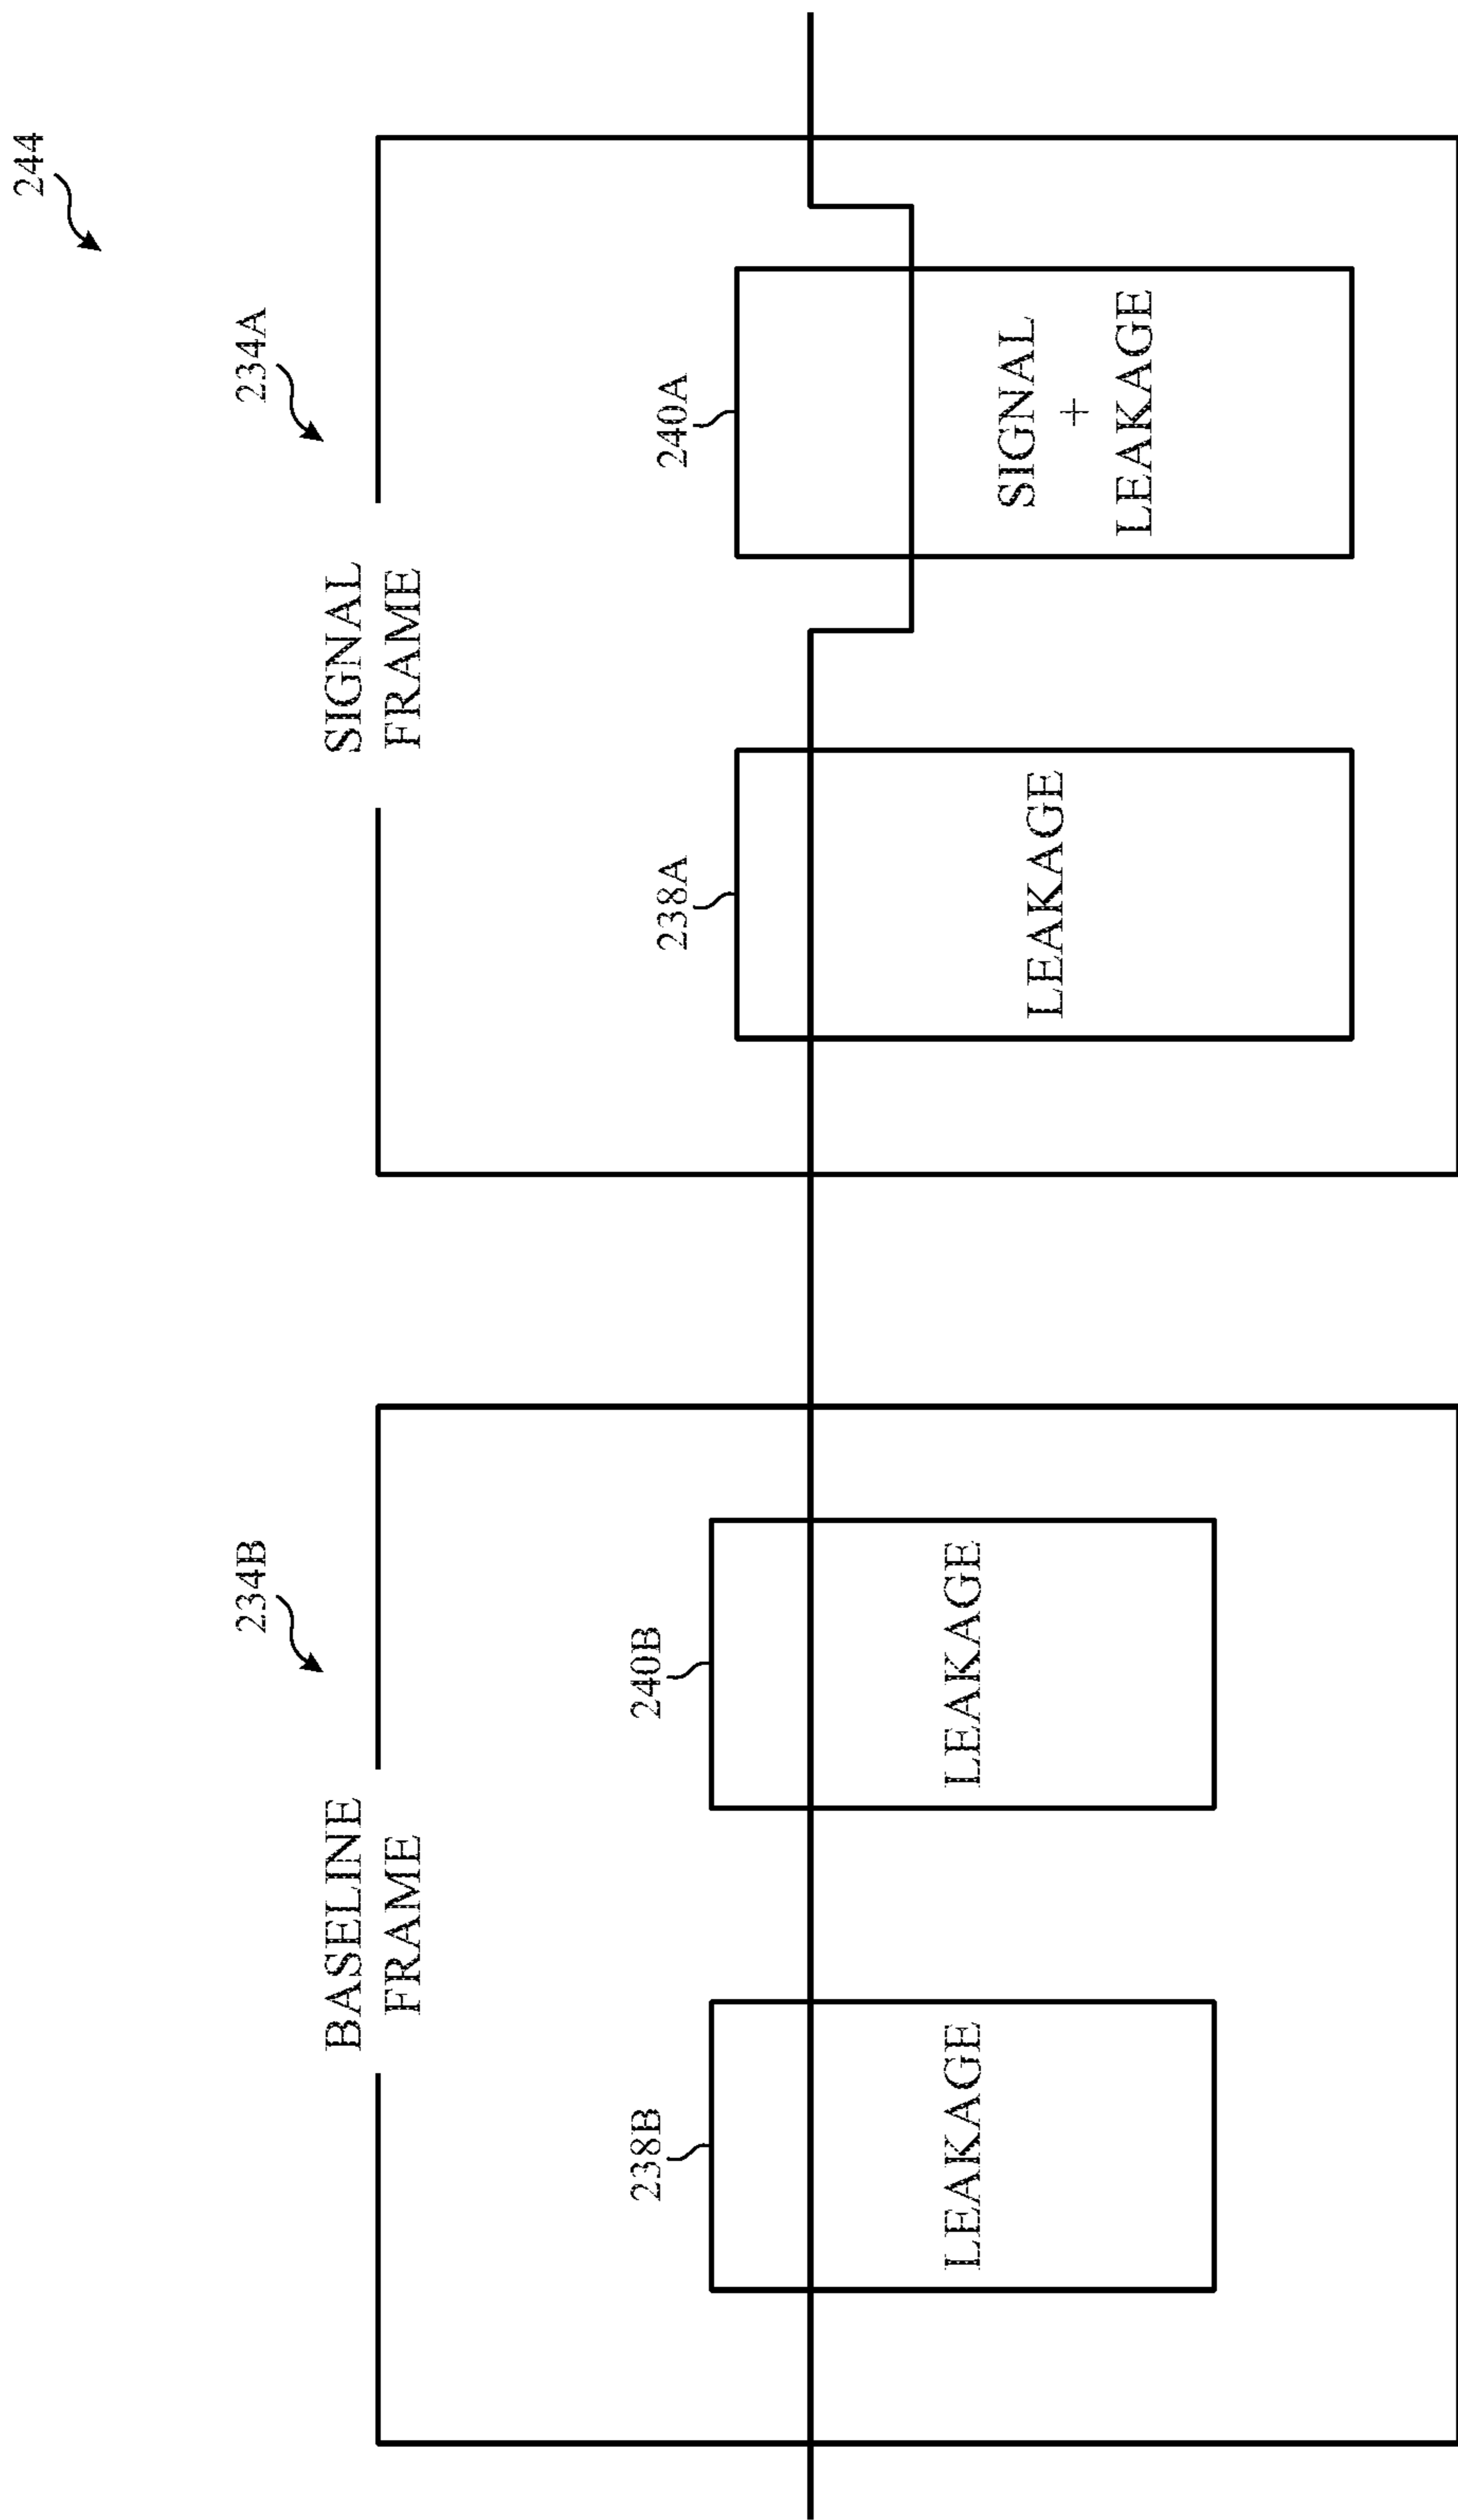 244
234B
234A
BASELINE
FRAME
SIGNAL
FRAME
238B
240B
238A
240A
LEAKAGE
LEAKAGE
LEAKAGE
SIGNAL
+
LEAKAGE